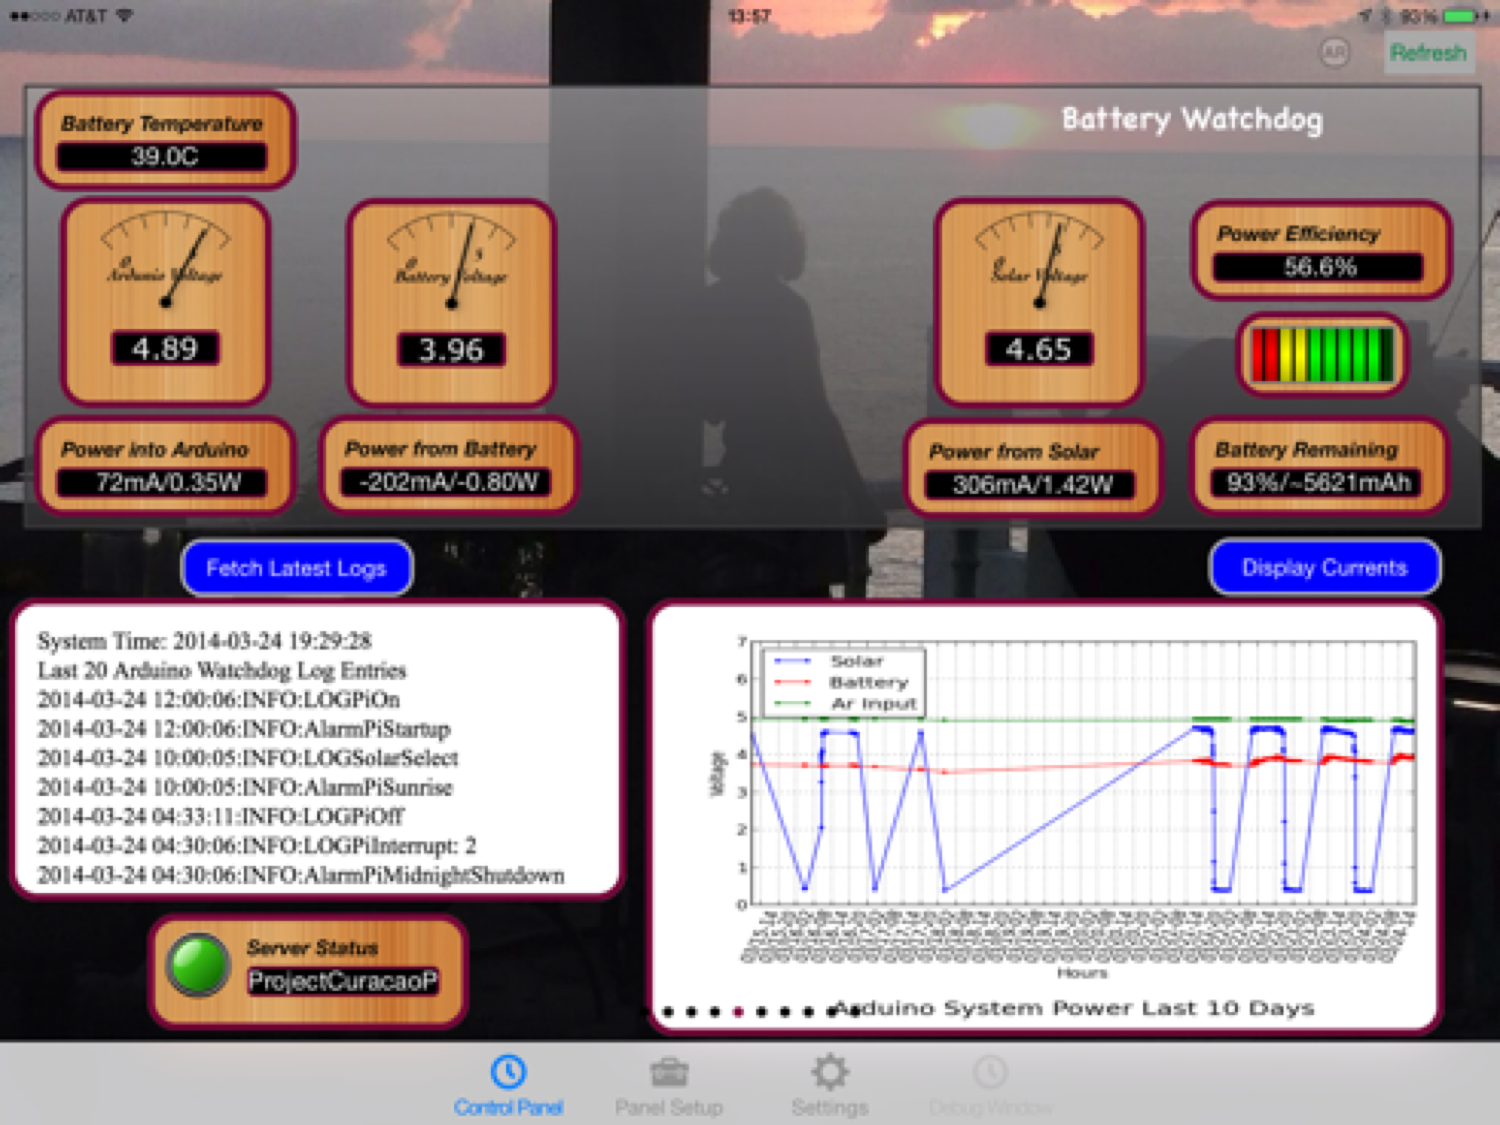 AT&T
13:57
93%
AR
Refresh
Battery Watchdog
Battery Temperature
39.0C
Power Efficiency
56.6%
0
Ardunio Voltage
4.89
0 5
Battery Voltage
3.96
0 6
Solar Voltage
4.65
Power into Arduino
72mA/0.35W
Power from Battery
-202mA/-0.80W
Power from Solar
306mA/1.42W
Battery Remaining
93%/~5621mAh
Fetch Latest Logs
Display Currents
System Time: 2014-03-24 19:29:28
Last 20 Arduino Watchdog Log Entries
2014-03-24 12:00:06:INFO:LOGPiOn
2014-03-24 12:00:06:INFO:AlarmPiStartup
2014-03-24 10:00:05:INFO:LOGSolarSelect
2014-03-24 10:00:05:INFO:AlarmPiSunrise
2014-03-24 04:33:11:INFO:LOGPiOff
2014-03-24 04:30:06:INFO:LOGPiInterrupt: 2
2014-03-24 04:30:06:INFO:AlarmPiMidnightShutdown
Server Status
ProjectCuracaoP
7
6
5
4
3
2
1
0
Voltage
Solar
Battery
Ar Input
Hours
Arduino System Power Last 10 Days
Control Panel
Panel Setup
Settings
Debug Window